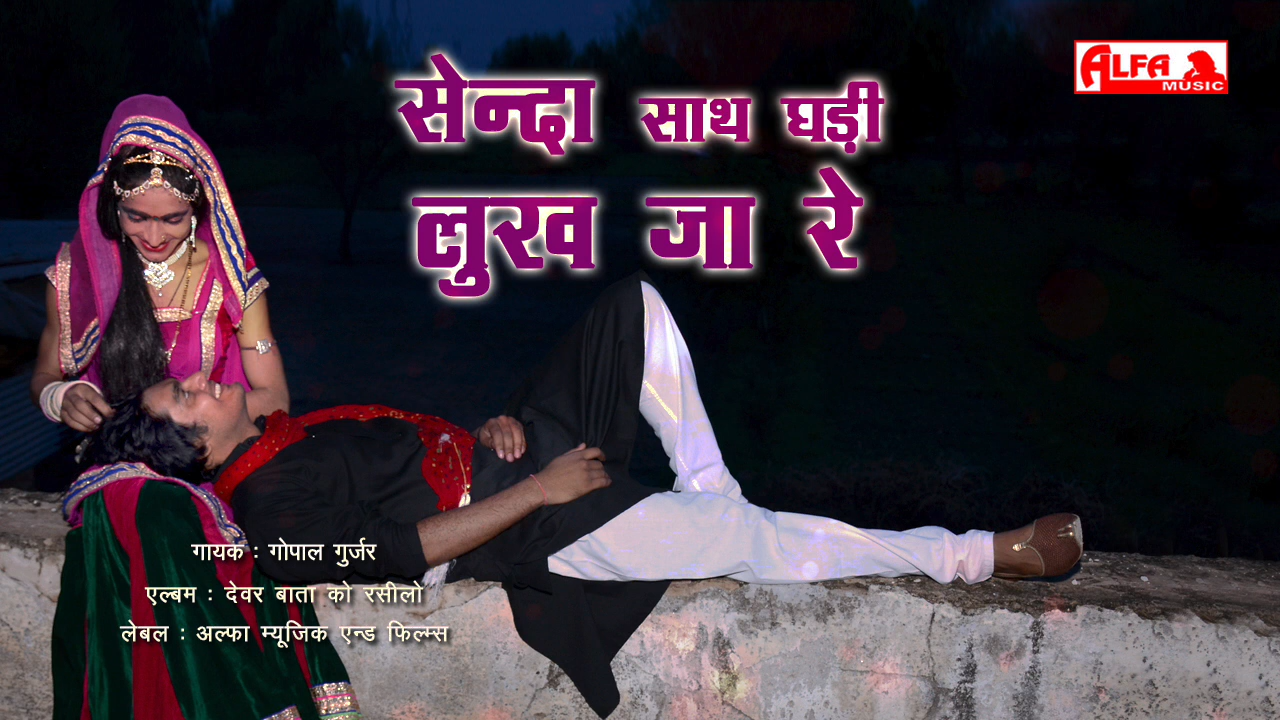 सेन्दा साथ घड़ी
लुख जा रे
ALFA
MUSIC
गायक : गोपाल गुर्जर
एल्बम : देवर बाता को रसीलो
लेबल : अल्फा म्यूजिक एन्ड फिल्म्स